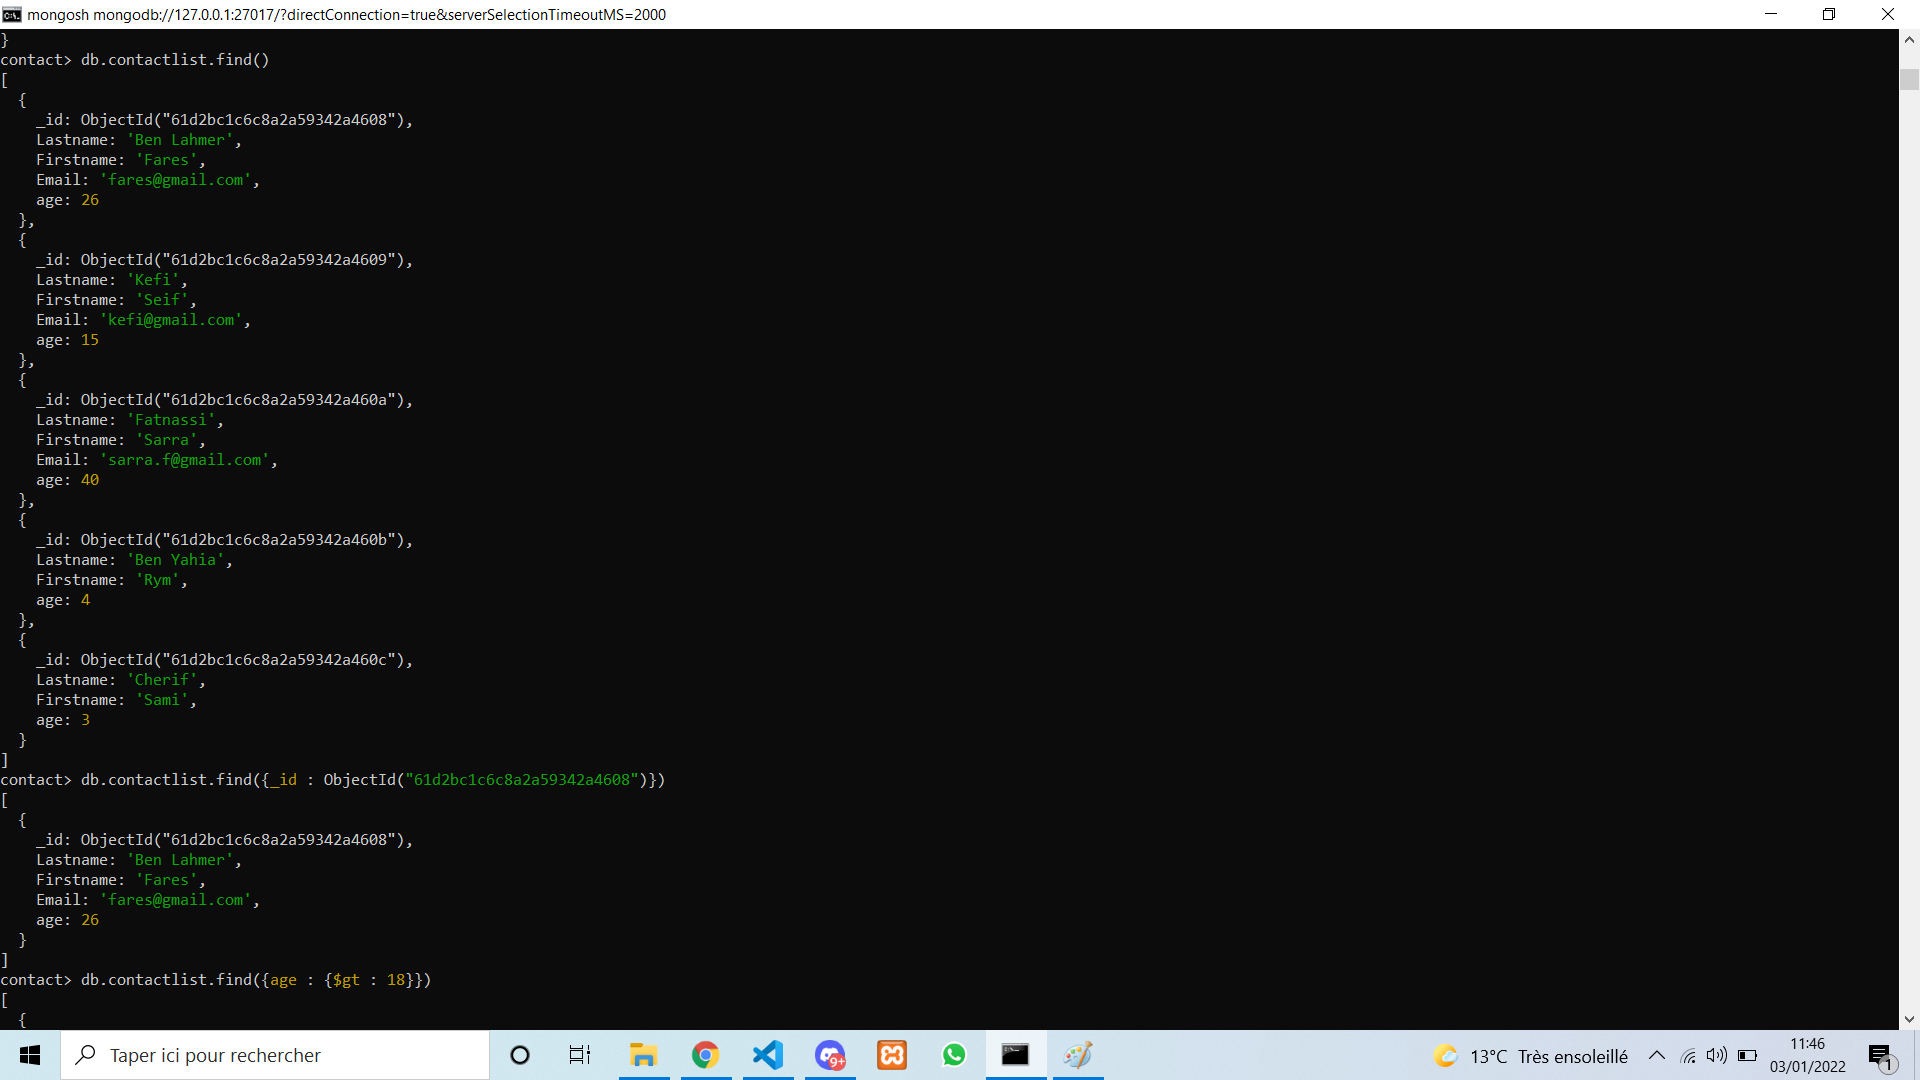 mongosh mongodb://127.0.0.1:27017/?directConnection=true&serverSelectionTimeoutMS=2000
}
contact> db.contactlist.find()
[
  {
    _id: ObjectId("61d2bc1c6c8a2a59342a4608"),
    Lastname: 'Ben Lahmer',
    Firstname: 'Fares',
    Email: 'fares@gmail.com',
    age: 26
  },
  {
    _id: ObjectId("61d2bc1c6c8a2a59342a4609"),
    Lastname: 'Kefi',
    Firstname: 'Seif',
    Email: 'kefi@gmail.com',
    age: 15
  },
  {
    _id: ObjectId("61d2bc1c6c8a2a59342a460a"),
    Lastname: 'Fatnassi',
    Firstname: 'Sarra',
    Email: 'sarra.f@gmail.com',
    age: 40
  },
  {
    _id: ObjectId("61d2bc1c6c8a2a59342a460b"),
    Lastname: 'Ben Yahia',
    Firstname: 'Rym',
    age: 4
  },
  {
    _id: ObjectId("61d2bc1c6c8a2a59342a460c"),
    Lastname: 'Cherif',
    Firstname: 'Sami',
    age: 3
  }
]
contact> db.contactlist.find({_id : ObjectId("61d2bc1c6c8a2a59342a4608")})
[
  {
    _id: ObjectId("61d2bc1c6c8a2a59342a4608"),
    Lastname: 'Ben Lahmer',
    Firstname: 'Fares',
    Email: 'fares@gmail.com',
    age: 26
  }
]
contact> db.contactlist.find({age : {$gt : 18}})
[
  {
Taper ici pour rechercher
9+
13°C Très ensoleillé
11:46
03/01/2022
1